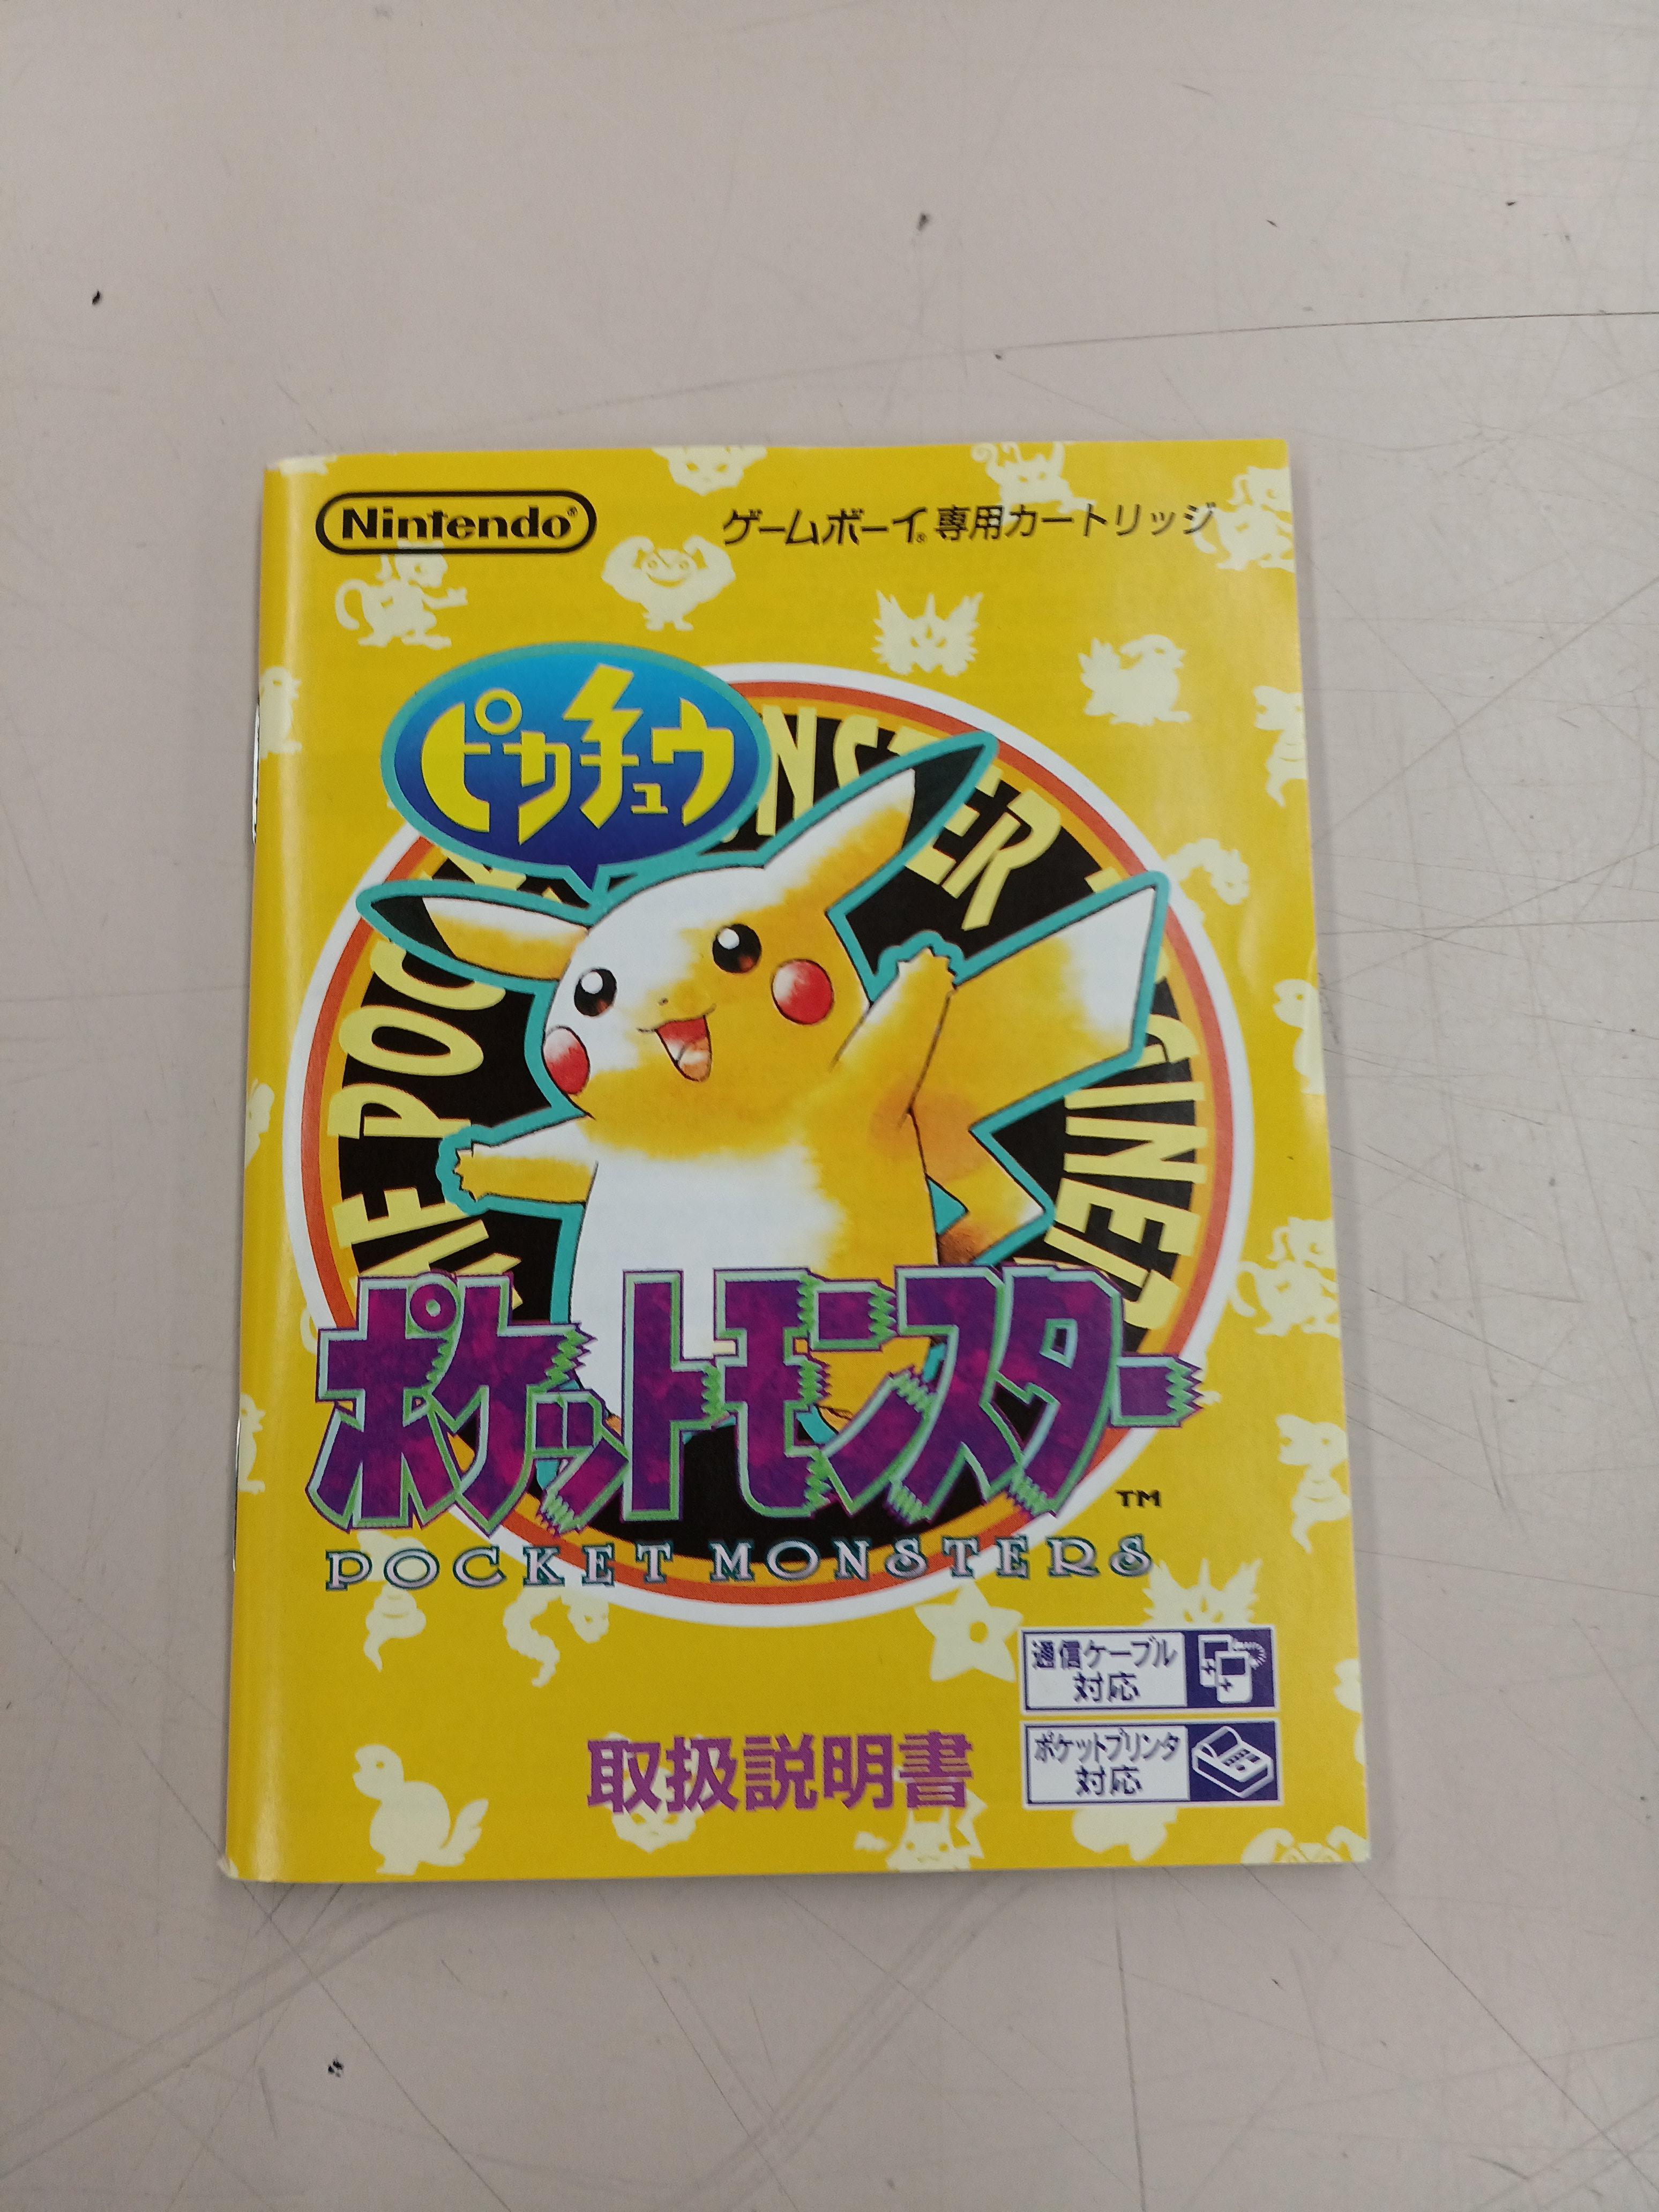 Nintendo®
ゲームボーイ®専用カートリッジ
ピカチュウ
ポケットモンスター
TM
POCKET MONSTERS
通信ケーブル
対応
ポケットプリンタ
対応
取扱説明書